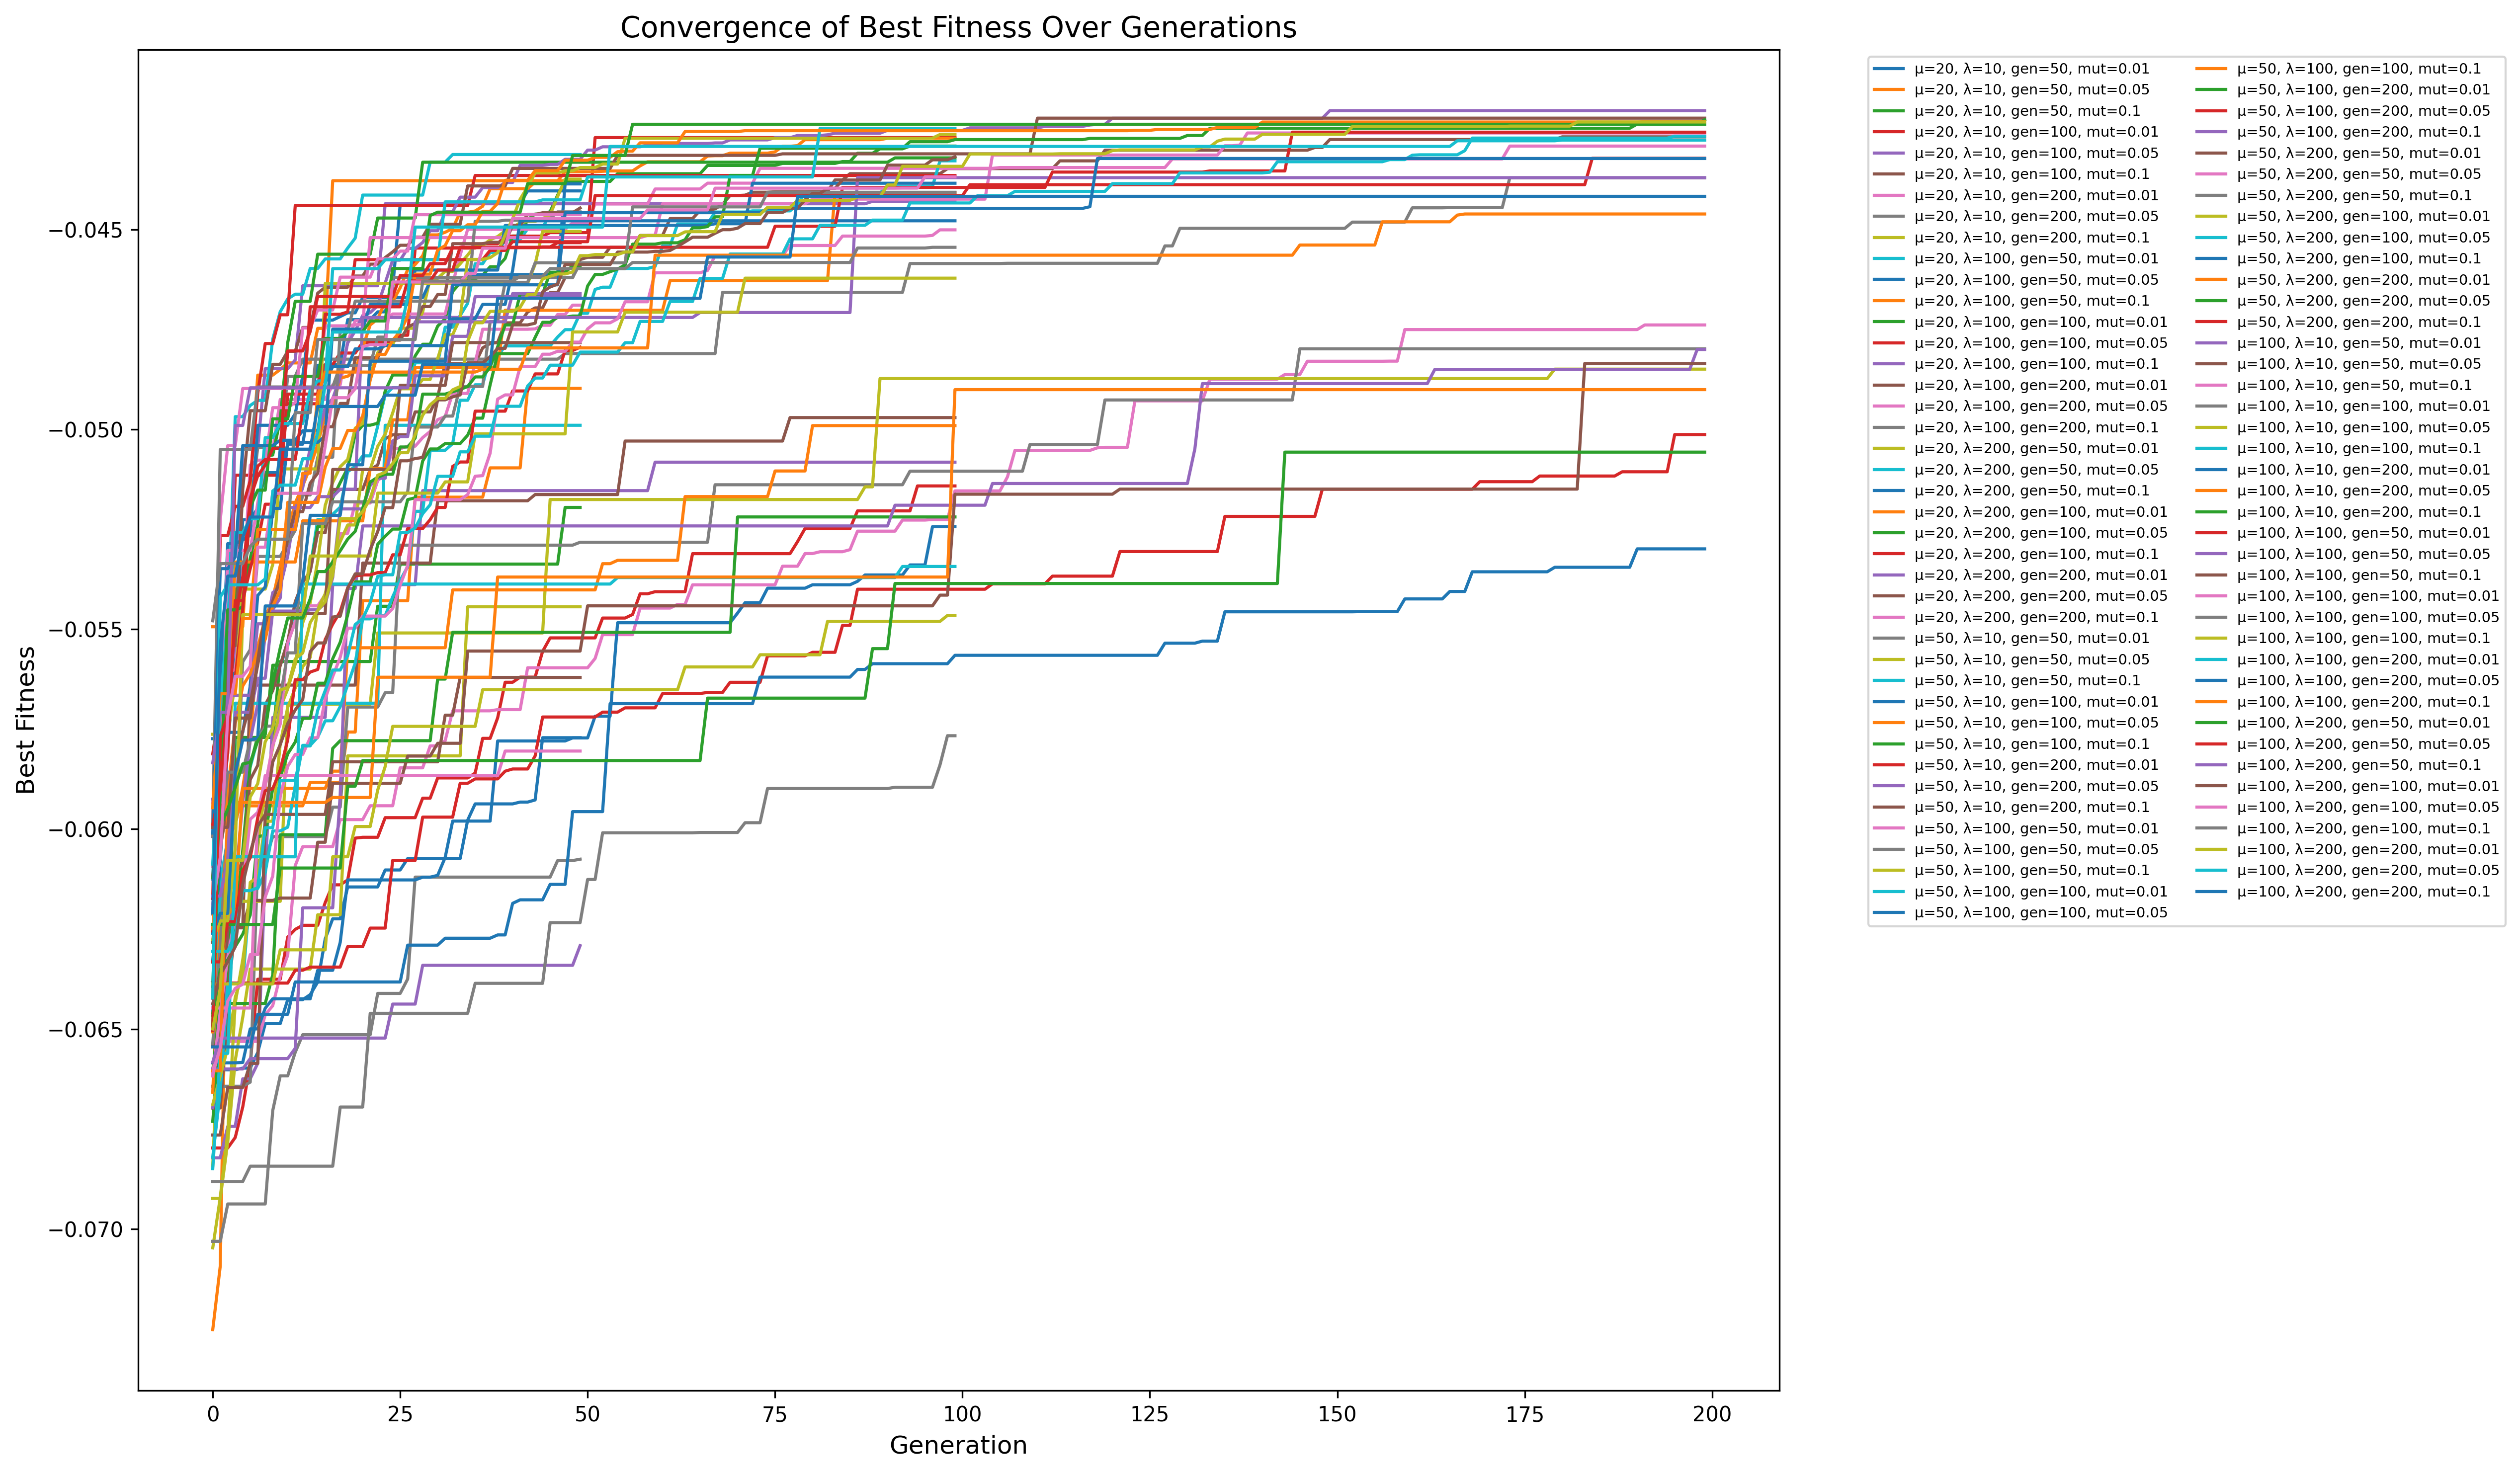 Convergence of Best Fitness Over Generations
Best Fitness
−0.045
−0.050
−0.055
−0.060
−0.065
−0.070
0
25
50
75
100
125
150
175
200
Generation
μ=20, λ=10, gen=50, mut=0.01
μ=20, λ=10, gen=50, mut=0.05
μ=20, λ=10, gen=50, mut=0.1
μ=20, λ=10, gen=100, mut=0.01
μ=20, λ=10, gen=100, mut=0.05
μ=20, λ=10, gen=100, mut=0.1
μ=20, λ=10, gen=200, mut=0.01
μ=20, λ=10, gen=200, mut=0.05
μ=20, λ=10, gen=200, mut=0.1
μ=20, λ=100, gen=50, mut=0.01
μ=20, λ=100, gen=50, mut=0.05
μ=20, λ=100, gen=50, mut=0.1
μ=20, λ=100, gen=100, mut=0.01
μ=20, λ=100, gen=100, mut=0.05
μ=20, λ=100, gen=100, mut=0.1
μ=20, λ=100, gen=200, mut=0.01
μ=20, λ=100, gen=200, mut=0.05
μ=20, λ=100, gen=200, mut=0.1
μ=20, λ=200, gen=50, mut=0.01
μ=20, λ=200, gen=50, mut=0.05
μ=20, λ=200, gen=50, mut=0.1
μ=20, λ=200, gen=100, mut=0.01
μ=20, λ=200, gen=100, mut=0.05
μ=20, λ=200, gen=100, mut=0.1
μ=20, λ=200, gen=200, mut=0.01
μ=20, λ=200, gen=200, mut=0.05
μ=20, λ=200, gen=200, mut=0.1
μ=50, λ=10, gen=50, mut=0.01
μ=50, λ=10, gen=50, mut=0.05
μ=50, λ=10, gen=50, mut=0.1
μ=50, λ=10, gen=100, mut=0.01
μ=50, λ=10, gen=100, mut=0.05
μ=50, λ=10, gen=100, mut=0.1
μ=50, λ=10, gen=200, mut=0.01
μ=50, λ=10, gen=200, mut=0.05
μ=50, λ=10, gen=200, mut=0.1
μ=50, λ=100, gen=50, mut=0.01
μ=50, λ=100, gen=50, mut=0.05
μ=50, λ=100, gen=50, mut=0.1
μ=50, λ=100, gen=100, mut=0.01
μ=50, λ=100, gen=100, mut=0.05
μ=50, λ=100, gen=100, mut=0.1
μ=50, λ=100, gen=200, mut=0.01
μ=50, λ=100, gen=200, mut=0.05
μ=50, λ=100, gen=200, mut=0.1
μ=50, λ=200, gen=50, mut=0.01
μ=50, λ=200, gen=50, mut=0.05
μ=50, λ=200, gen=50, mut=0.1
μ=50, λ=200, gen=100, mut=0.01
μ=50, λ=200, gen=100, mut=0.05
μ=50, λ=200, gen=100, mut=0.1
μ=50, λ=200, gen=200, mut=0.01
μ=50, λ=200, gen=200, mut=0.05
μ=50, λ=200, gen=200, mut=0.1
μ=100, λ=10, gen=50, mut=0.01
μ=100, λ=10, gen=50, mut=0.05
μ=100, λ=10, gen=50, mut=0.1
μ=100, λ=10, gen=100, mut=0.01
μ=100, λ=10, gen=100, mut=0.05
μ=100, λ=10, gen=100, mut=0.1
μ=100, λ=10, gen=200, mut=0.01
μ=100, λ=10, gen=200, mut=0.05
μ=100, λ=10, gen=200, mut=0.1
μ=100, λ=100, gen=50, mut=0.01
μ=100, λ=100, gen=50, mut=0.05
μ=100, λ=100, gen=50, mut=0.1
μ=100, λ=100, gen=100, mut=0.01
μ=100, λ=100, gen=100, mut=0.05
μ=100, λ=100, gen=100, mut=0.1
μ=100, λ=100, gen=200, mut=0.01
μ=100, λ=100, gen=200, mut=0.05
μ=100, λ=100, gen=200, mut=0.1
μ=100, λ=200, gen=50, mut=0.01
μ=100, λ=200, gen=50, mut=0.05
μ=100, λ=200, gen=50, mut=0.1
μ=100, λ=200, gen=100, mut=0.01
μ=100, λ=200, gen=100, mut=0.05
μ=100, λ=200, gen=100, mut=0.1
μ=100, λ=200, gen=200, mut=0.01
μ=100, λ=200, gen=200, mut=0.05
μ=100, λ=200, gen=200, mut=0.1